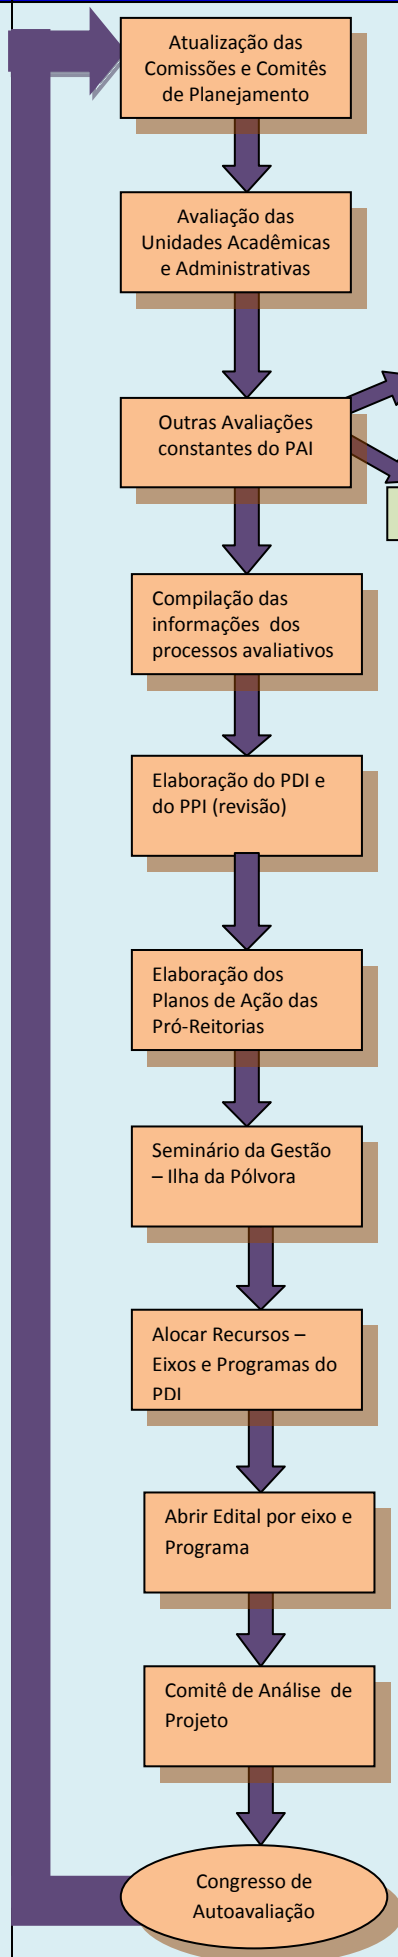 Atualização das
Comissões e Comitês
de Planejamento
Avaliação das
Unidades Acadêmicas
e Administrativas
Outras Avaliações
constantes do PAI
Compilação das
informações dos
processos avaliativos
Elaboração do PDI e
do PPI (revisão)
Elaboração dos
Planos de Ação das
Pró-Reitorias
Seminário da Gestão
– Ilha da Pólvora
Alocar Recursos –
Eixos e Programas do
PDI
Abrir Edital por eixo e
Programa
Comitê de Análise de
Projeto
Congresso de
Autoavaliação